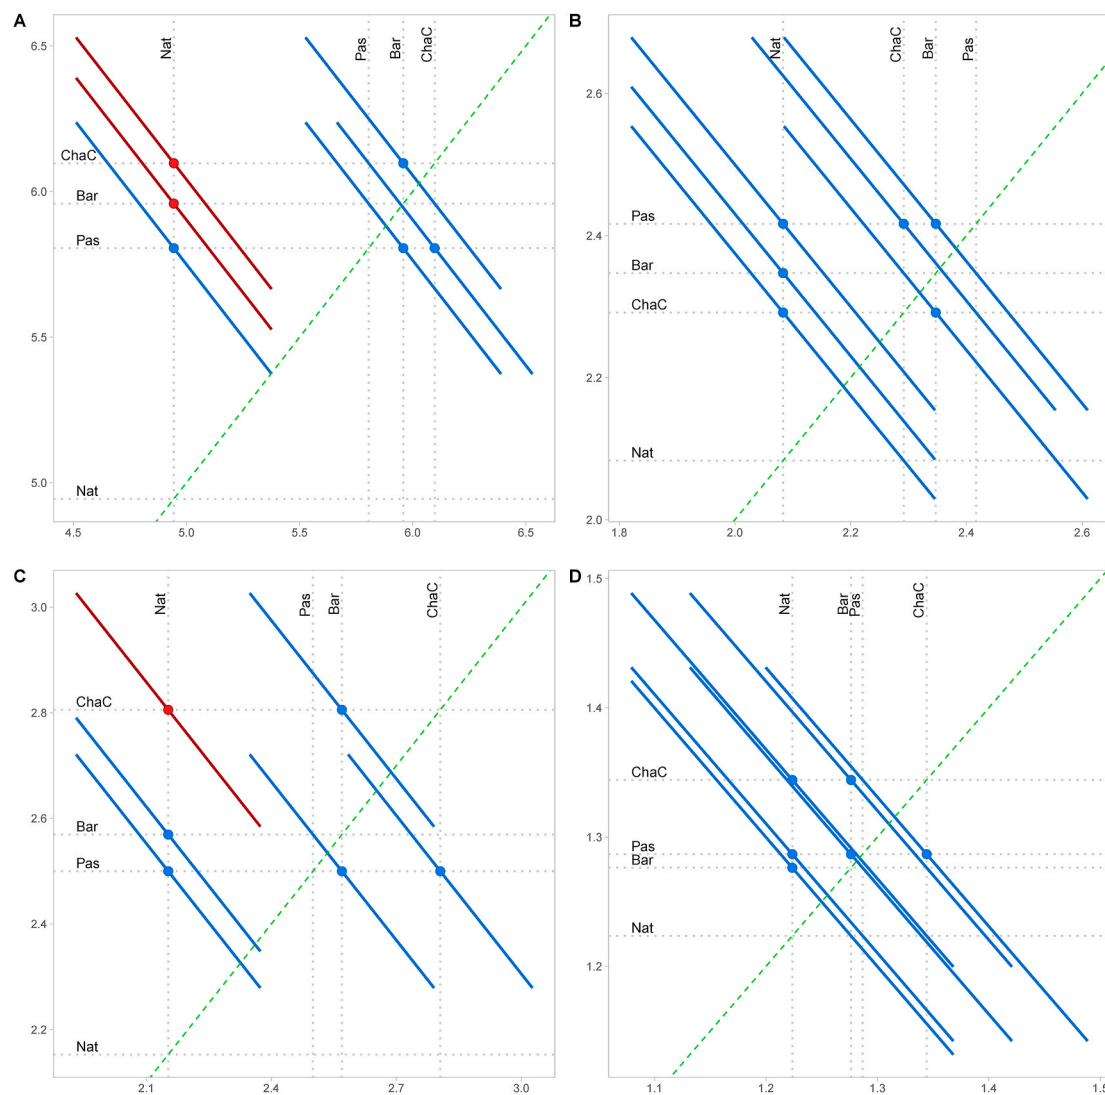 A
Nat
Pas
Bar
ChaC
6.5
ChaC
6.0
Bar
Pas
5.5
5.0
Nat
4.5 5.0 5.5 6.0 6.5
B
Nat
ChaC
Bar
Pas
2.6
Pas
2.4
Bar
ChaC
2.2
Nat
2.0
1.8 2.0 2.2 2.4 2.6
C
Nat
Pas
Bar
ChaC
3.0
ChaC
2.8
Bar
2.6
Pas
2.4
2.2
Nat
2.1 2.4 2.7 3.0
D
Nat
Bar
Pas
ChaC
1.5
1.4
ChaC
1.3
Pas
Bar
Nat
1.2
1.1 1.2 1.3 1.4 1.5